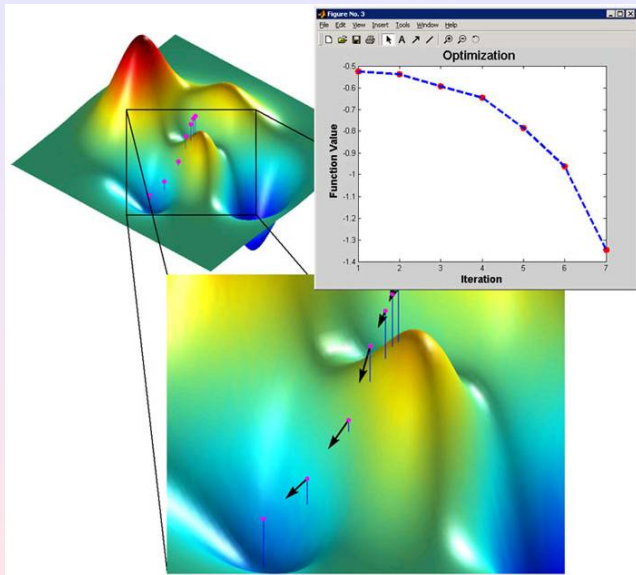 Figure No. 3
File Edit View Insert Tools Window Help
Optimization
-0.5
-0.6
-0.7
-0.8
-0.9
-1
-1.1
-1.2
-1.3
-1.4
1 2 3 4 5 6 7
Function Value
Iteration